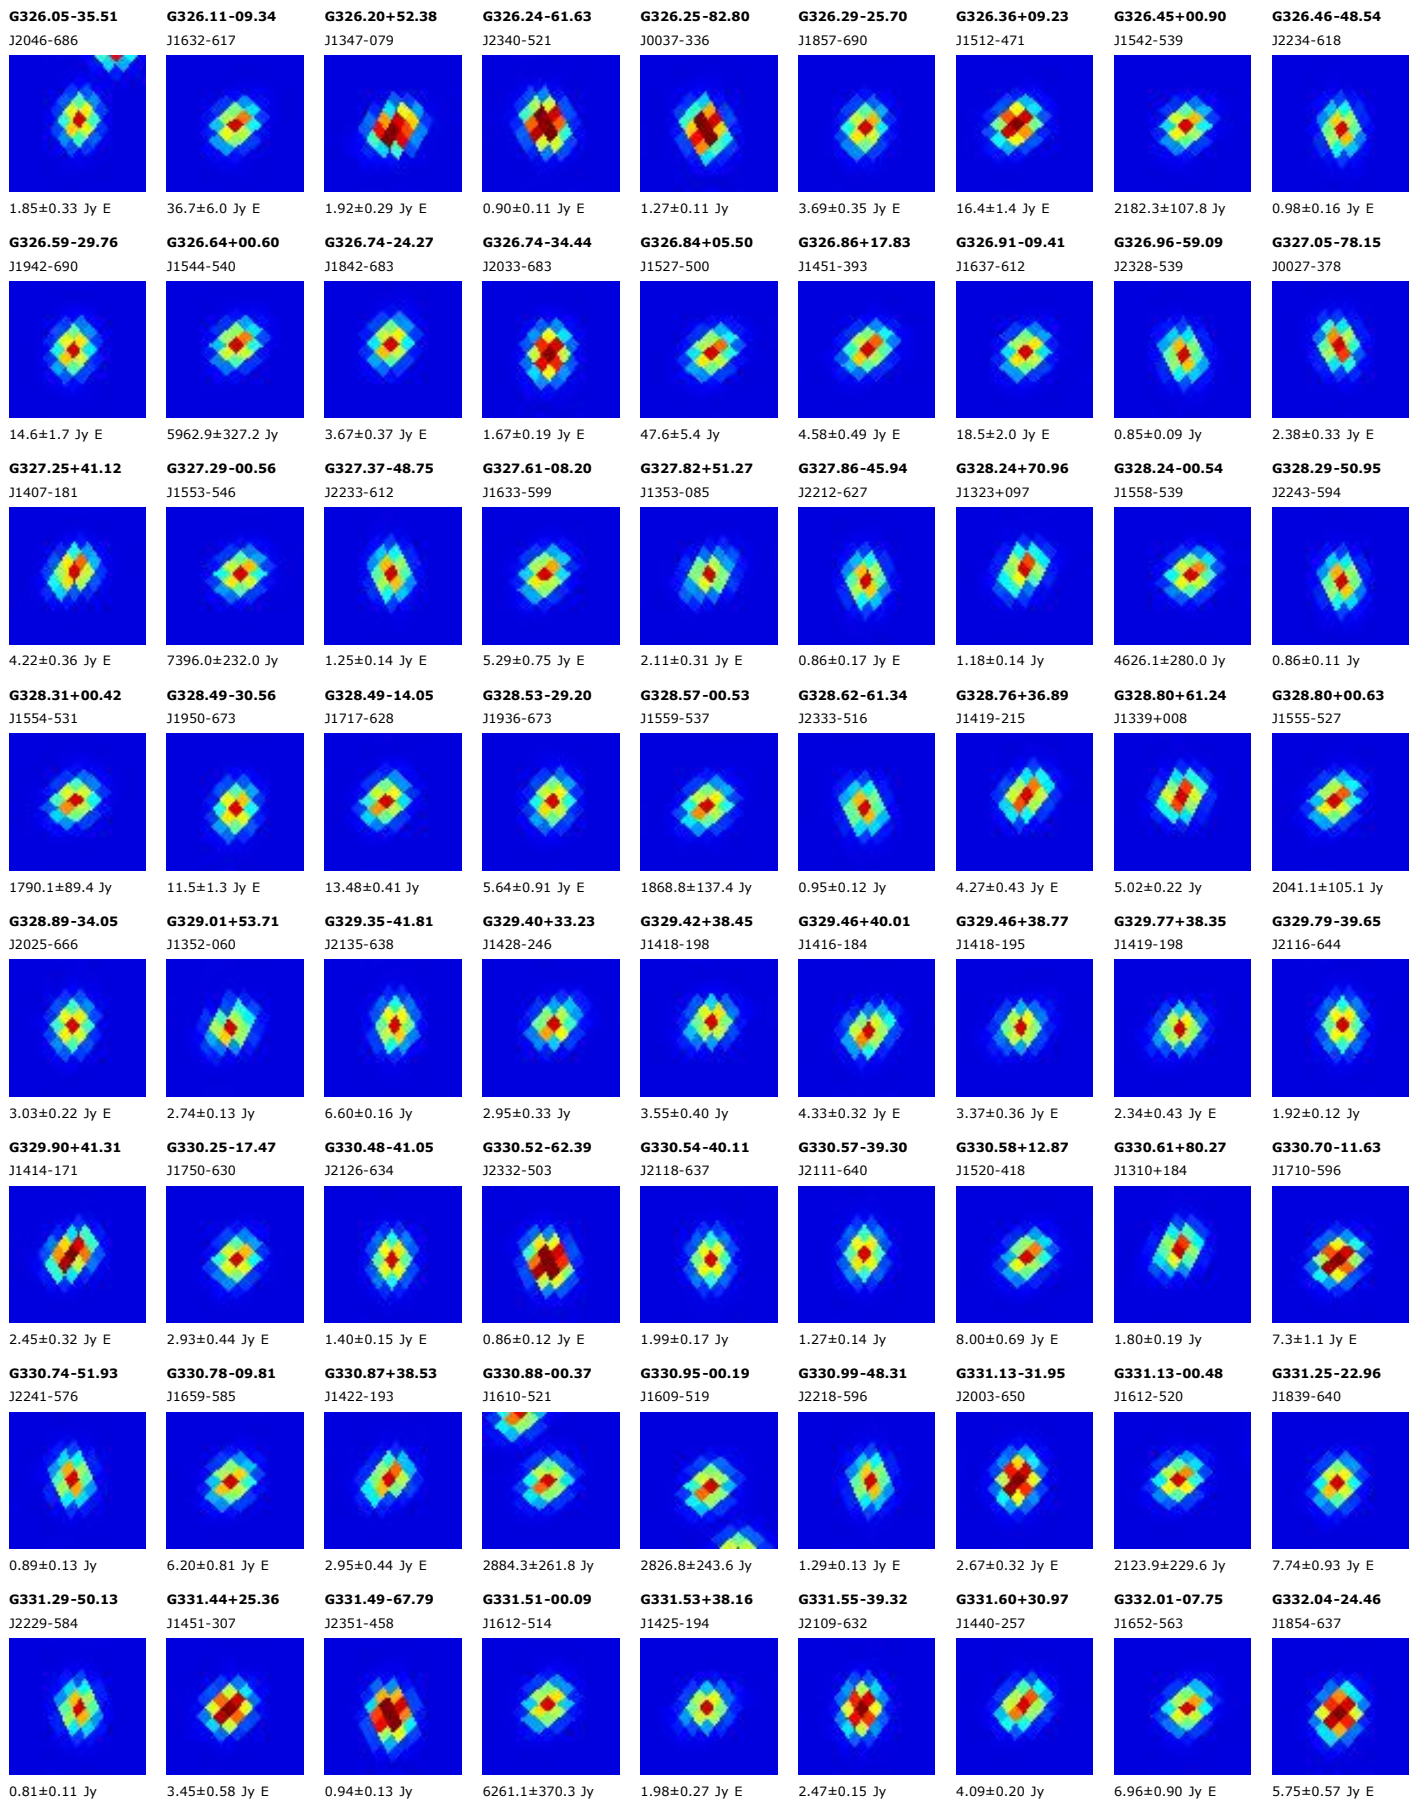 G326.05-35.51 G326.11-09.34 G326.20+52.38 G326.24-61.63 G326.25-82.80 G326.29-25.70 G326.36+09.23 G326.45+00.90 G326.46-48.54
J2046-686 J1632-617 J1347-079 J2340-521 J0037-336 J1857-690 J1512-471 J1542-539 J2234-618
1.85±0.33 Jy E 36.7±6.0 Jy E 1.92±0.29 Jy E 0.90±0.11 Jy E 1.27±0.11 Jy 3.69±0.35 Jy E 16.4±1.4 Jy E 2182.3±107.8 Jy 0.98±0.16 Jy E
G326.59-29.76 G326.64+00.60 G326.74-24.27 G326.74-34.44 G326.84+05.50 G326.86+17.83 G326.91-09.41 G326.96-59.09 G327.05-78.15
J1942-690 J1544-540 J1842-683 J2033-683 J1527-500 J1451-393 J1637-612 J2328-539 J0027-378
14.6±1.7 Jy E 5962.9±327.2 Jy 3.67±0.37 Jy E 1.67±0.19 Jy E 47.6±5.4 Jy 4.58±0.49 Jy E 18.5±2.0 Jy E 0.85±0.09 Jy 2.38±0.33 Jy E
G327.25+41.12 G327.29-00.56 G327.37-48.75 G327.61-08.20 G327.82+51.27 G327.86-45.94 G328.24+70.96 G328.24-00.54 G328.29-50.95
J1407-181 J1553-546 J2233-612 J1633-599 J1353-085 J2212-627 J1323+097 J1558-539 J2243-594
4.22±0.36 Jy E 7396.0±232.0 Jy 1.25±0.14 Jy E 5.29±0.75 Jy E 2.11±0.31 Jy E 0.86±0.17 Jy E 1.18±0.14 Jy 4626.1±280.0 Jy 0.86±0.11 Jy
G328.31+00.42 G328.49-30.56 G328.49-14.05 G328.53-29.20 G328.57-00.53 G328.62-61.34 G328.76+36.89 G328.80+61.24 G328.80+00.63
J1554-531 J1950-673 J1717-628 J1936-673 J1559-537 J2333-516 J1419-215 J1339+008 J1555-527
1790.1±89.4 Jy 11.5±1.3 Jy E 13.48±0.41 Jy 5.64±0.91 Jy E 1868.8±137.4 Jy 0.95±0.12 Jy 4.27±0.43 Jy E 5.02±0.22 Jy 2041.1±105.1 Jy
G328.89-34.05 G329.01+53.71 G329.35-41.81 G329.40+33.23 G329.42+38.45 G329.46+40.01 G329.46+38.77 G329.77+38.35 G329.79-39.65
J2025-666 J1352-060 J2135-638 J1428-246 J1418-198 J1416-184 J1418-195 J1419-198 J2116-644
3.03±0.22 Jy E 2.74±0.13 Jy 6.60±0.16 Jy 2.95±0.33 Jy 3.55±0.40 Jy 4.33±0.32 Jy E 3.37±0.36 Jy E 2.34±0.43 Jy E 1.92±0.12 Jy
G329.90+41.31 G330.25-17.47 G330.48-41.05 G330.52-62.39 G330.54-40.11 G330.57-39.30 G330.58+12.87 G330.61+80.27 G330.70-11.63
J1414-171 J1750-630 J2126-634 J2332-503 J2118-637 J2111-640 J1520-418 J1310+184 J1710-596
2.45±0.32 Jy E 2.93±0.44 Jy E 1.40±0.15 Jy E 0.86±0.12 Jy E 1.99±0.17 Jy 1.27±0.14 Jy 8.00±0.69 Jy E 1.80±0.19 Jy 7.3±1.1 Jy E
G330.74-51.93 G330.78-09.81 G330.87+38.53 G330.88-00.37 G330.95-00.19 G330.99-48.31 G331.13-31.95 G331.13-00.48 G331.25-22.96
J2241-576 J1659-585 J1422-193 J1610-521 J1609-519 J2218-596 J2003-650 J1612-520 J1839-640
0.89±0.13 Jy 6.20±0.81 Jy E 2.95±0.44 Jy E 2884.3±261.8 Jy 2826.8±243.6 Jy 1.29±0.13 Jy E 2.67±0.32 Jy E 2123.9±229.6 Jy 7.74±0.93 Jy E
G331.29-50.13 G331.44+25.36 G331.49-67.79 G331.51-00.09 G331.53+38.16 G331.55-39.32 G331.60+30.97 G332.01-07.75 G332.04-24.46
J2229-584 J1451-307 J2351-458 J1612-514 J1425-194 J2109-632 J1440-257 J1652-563 J1854-637
0.81±0.11 Jy 3.45±0.58 Jy E 0.94±0.13 Jy 6261.1±370.3 Jy 1.98±0.27 Jy E 2.47±0.15 Jy 4.09±0.20 Jy 6.96±0.90 Jy E 5.75±0.57 Jy E